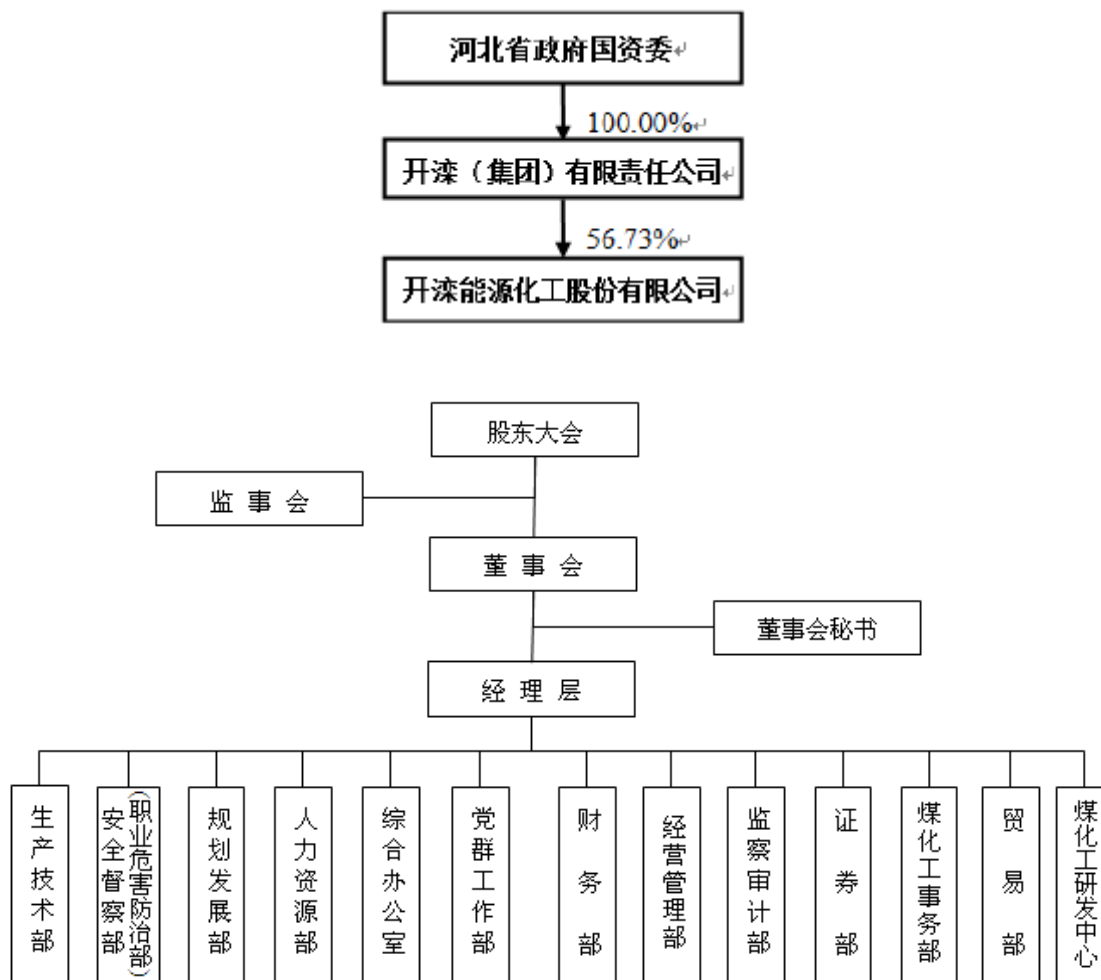 河北省政府国资委
100.00%
开滦（集团）有限责任公司
56.73%
开滦能源化工股份有限公司
股东大会
监事会
董事会
董事会秘书
经理层
生产技术部
安全督察部
(职业危害防治部)
规划发展部
人力资源部
综合办公室
党群工作部
财务部
经营管理部
监察审计部
证券部
煤化工事务部
贸易部
煤化工研发中心